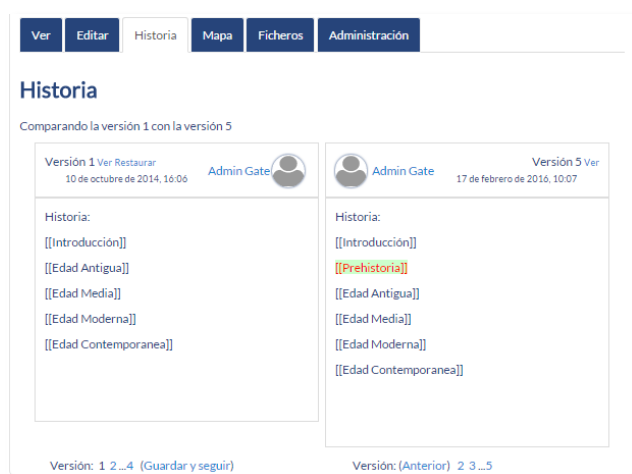 Ver Editar Historia Mapa Ficheros Administración
Historia
Comparando la versión 1 con la versión 5
Versión 1 Ver Restaurar
10 de octubre de 2014, 16:06
Admin Gate
Historia:
[[Introducción]]
[[Edad Antigua]]
[[Edad Media]]
[[Edad Moderna]]
[[Edad Contemporanea]]
Versión: 1 2 ...4 (Guardar y seguir)
Admin Gate
Versión 5 Ver
17 de febrero de 2016, 10:07
Historia:
[[Introducción]]
[[Prehistoria]]
[[Edad Antigua]]
[[Edad Media]]
[[Edad Moderna]]
[[Edad Contemporanea]]
Versión: (Anterior) 2 3 ...5